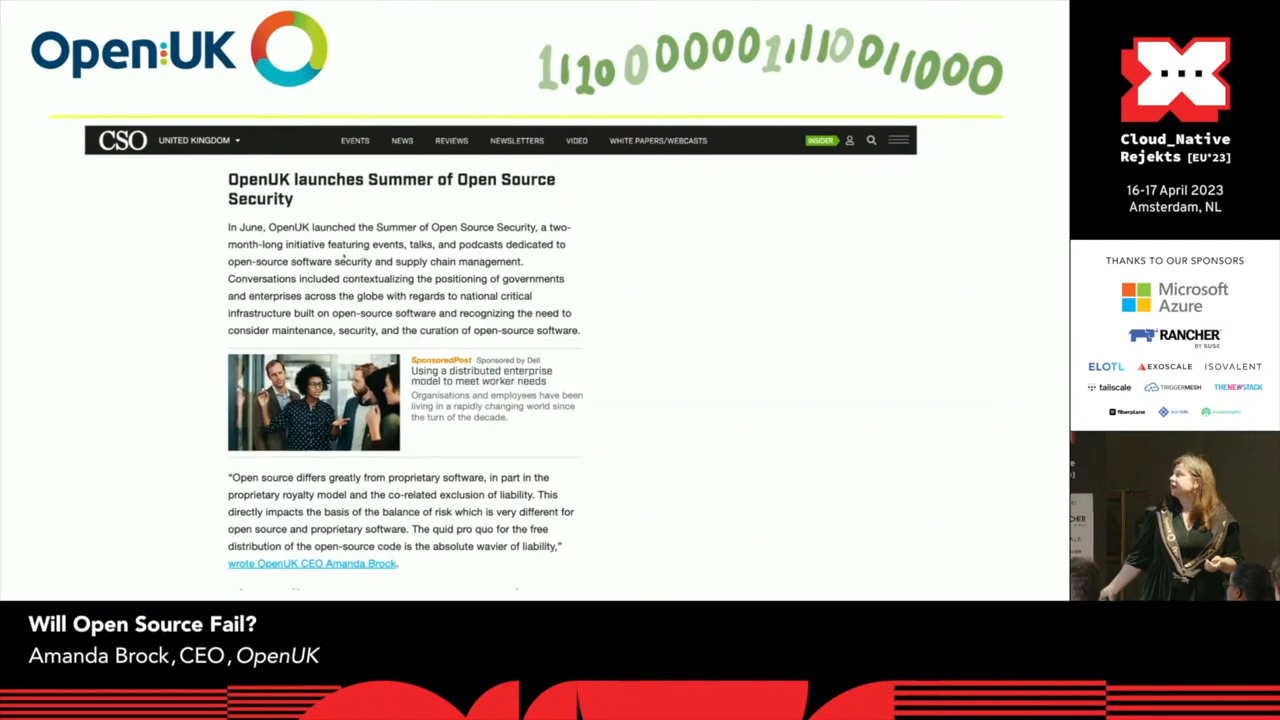 Open:UK
1110 0000011110011000
CSO UNITED KINGDOM EVENTS NEWS REVIEWS NEWSLETTERS VIDEO WHITE PAPERS/WEBCASTS INSIDER
OpenUK launches Summer of Open Source
Security
In June, OpenUK launched the Summer of Open Source Security, a two-
month-long initiative featuring events, talks, and podcasts dedicated to
open-source software security and supply chain management.
Conversations included contextualizing the positioning of governments
and enterprises across the globe with regards to national critical
infrastructure built on open-source software and recognizing the need to
consider maintenance, security, and the curation of open-source software.
SponsoredPost Sponsored by Dell
Using a distributed enterprise
model to meet worker needs
Organisations and employees have been
living in a rapidly changing world since
the turn of the decade.
“Open source differs greatly from proprietary software, in part in the
proprietary royalty model and the co-related exclusion of liability. This
directly impacts the basis of the balance of risk which is very different for
open source and proprietary software. The quid pro quo for the free
distribution of the open-source code is the absolute wavier of liability,”
wrote OpenUK CEO Amanda Brock.
Cloud_Native
Rejekts [EU*23]
16-17 April 2023
Amsterdam, NL
THANKS TO OUR SPONSORS
Microsoft
Azure
RANCHER
BY SUSE
ELOTL EXOSCALE ISOVALENT
tailscale TRIGGERMESH THENEWSTACK
fiberplane
Will Open Source Fail?
Amanda Brock, CEO, OpenUK